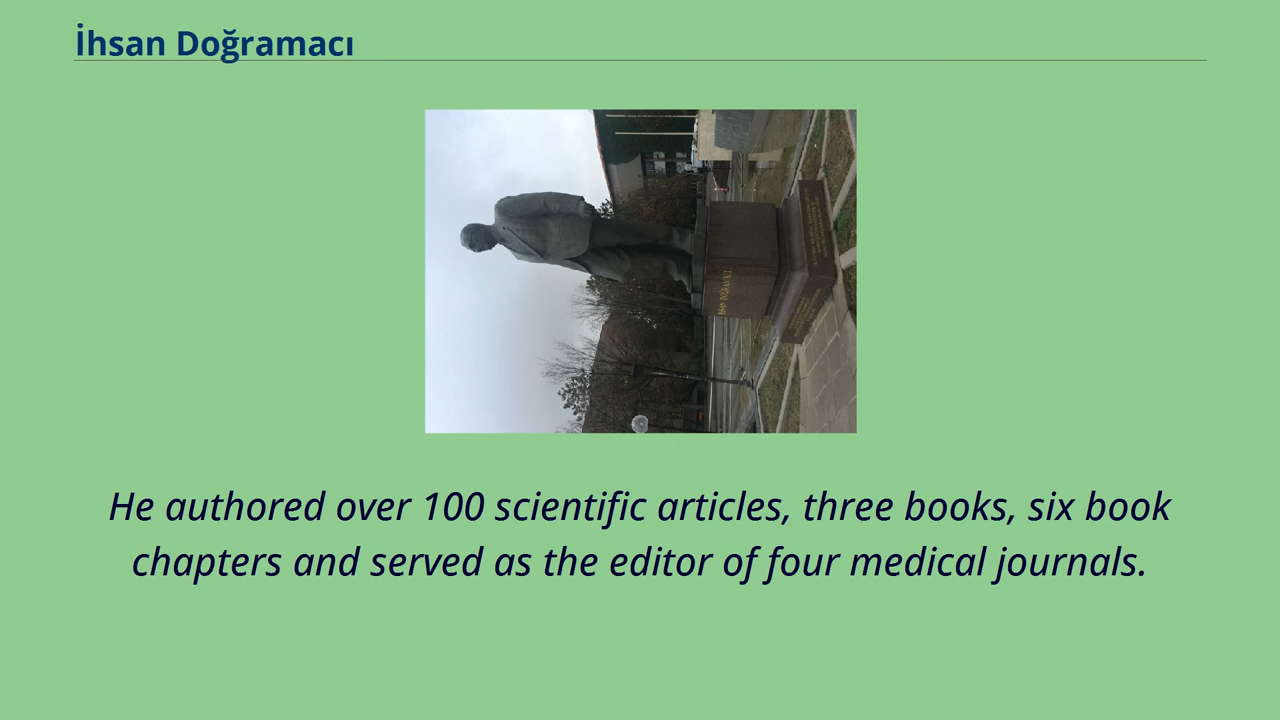 İhsan Doğramacı
He authored over 100 scientific articles, three books, six book
chapters and served as the editor of four medical journals.